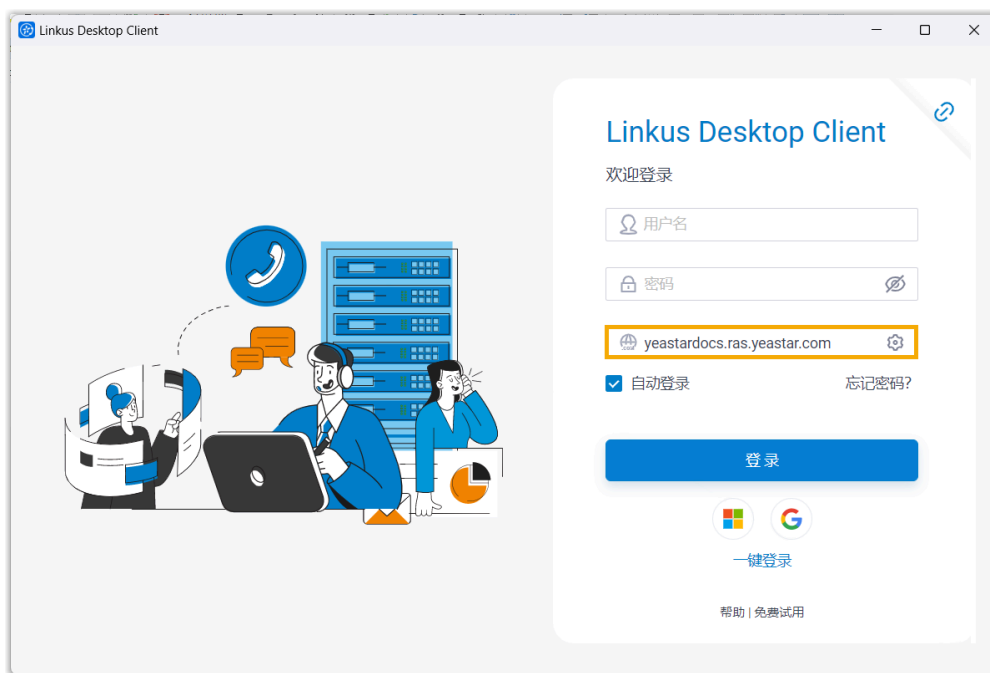 Linkus Desktop Client
Linkus Desktop Client
欢迎登录
用户名
密码
yeastardocs.ras.yeastar.com
自动登录 忘记密码?
登录
一键登录
帮助 | 免费试用